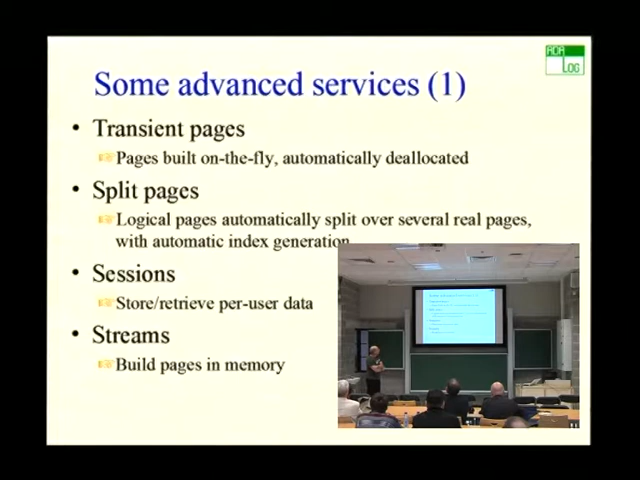 ADA
LOG
Some advanced services (1)
• Transient pages
Pages built on-the-fly, automatically deallocated
• Split pages
Logical pages automatically split over several real pages,
with automatic index generation
• Sessions
Store/retrieve per-user data
• Streams
Build pages in memory